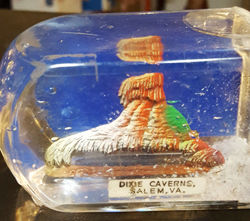 DIXIE CAVERNS,
SALEM, VA.